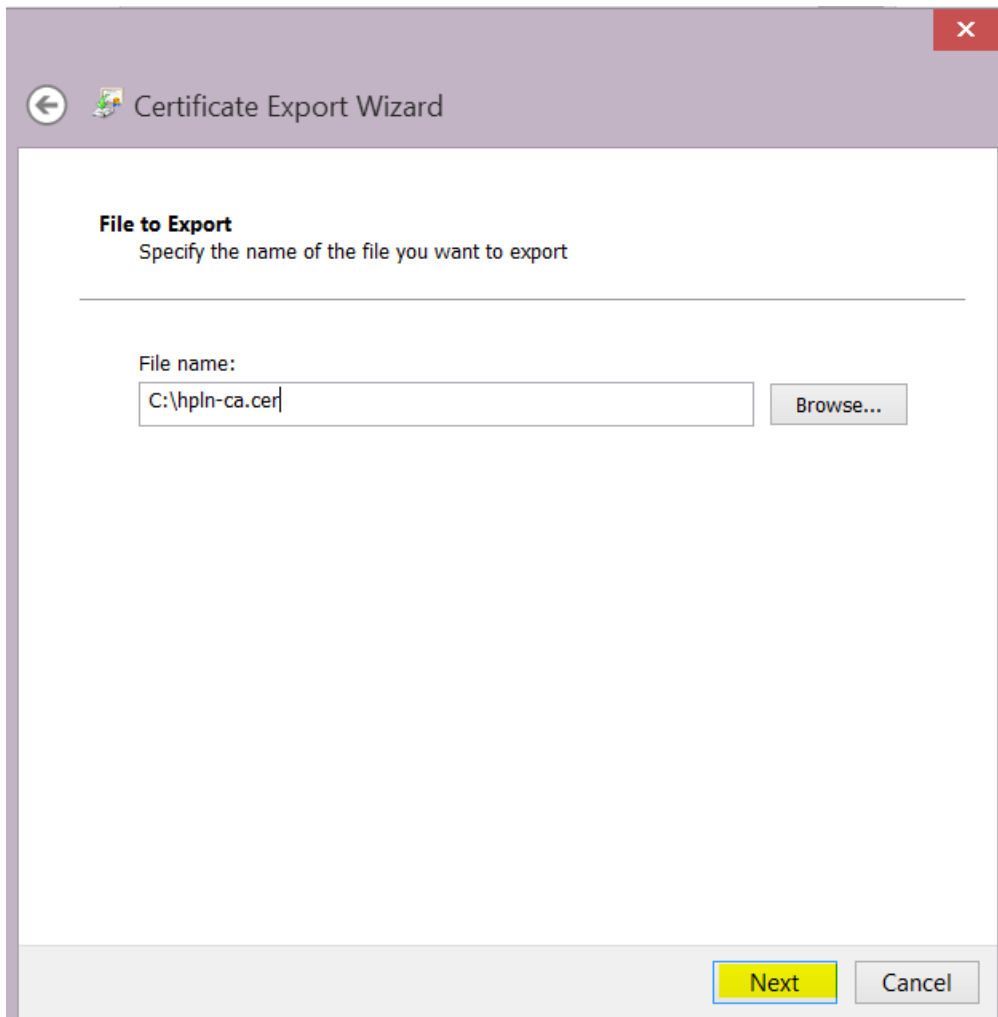 Certificate Export Wizard
File to Export
Specify the name of the file you want to export
File name:
C:\hpln-ca.cer
Browse...
Next
Cancel